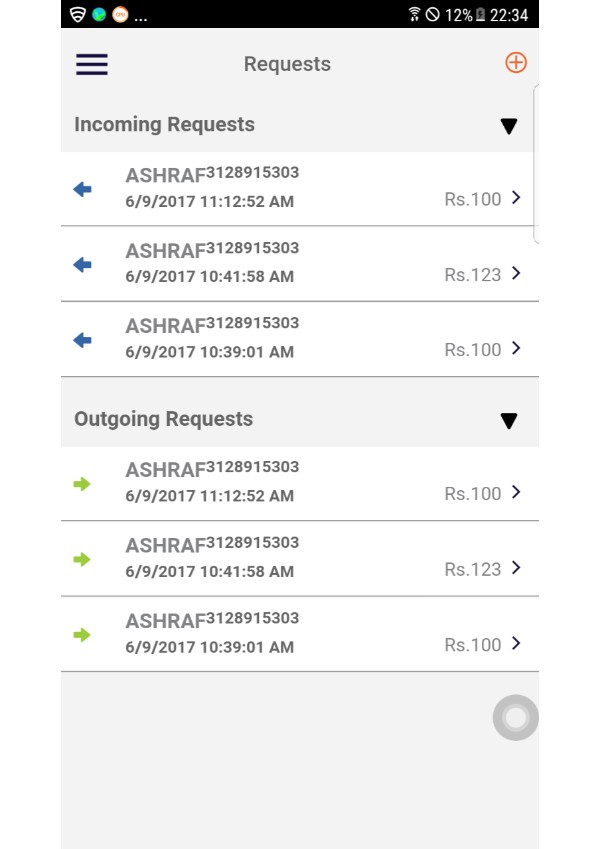 CPU ... 12% 22:34
Requests
Incoming Requests
ASHRAF3128915303
6/9/2017 11:12:52 AM
Rs.100
ASHRAF3128915303
6/9/2017 10:41:58 AM
Rs.123
ASHRAF3128915303
6/9/2017 10:39:01 AM
Rs.100
Outgoing Requests
ASHRAF3128915303
6/9/2017 11:12:52 AM
Rs.100
ASHRAF3128915303
6/9/2017 10:41:58 AM
Rs.123
ASHRAF3128915303
6/9/2017 10:39:01 AM
Rs.100